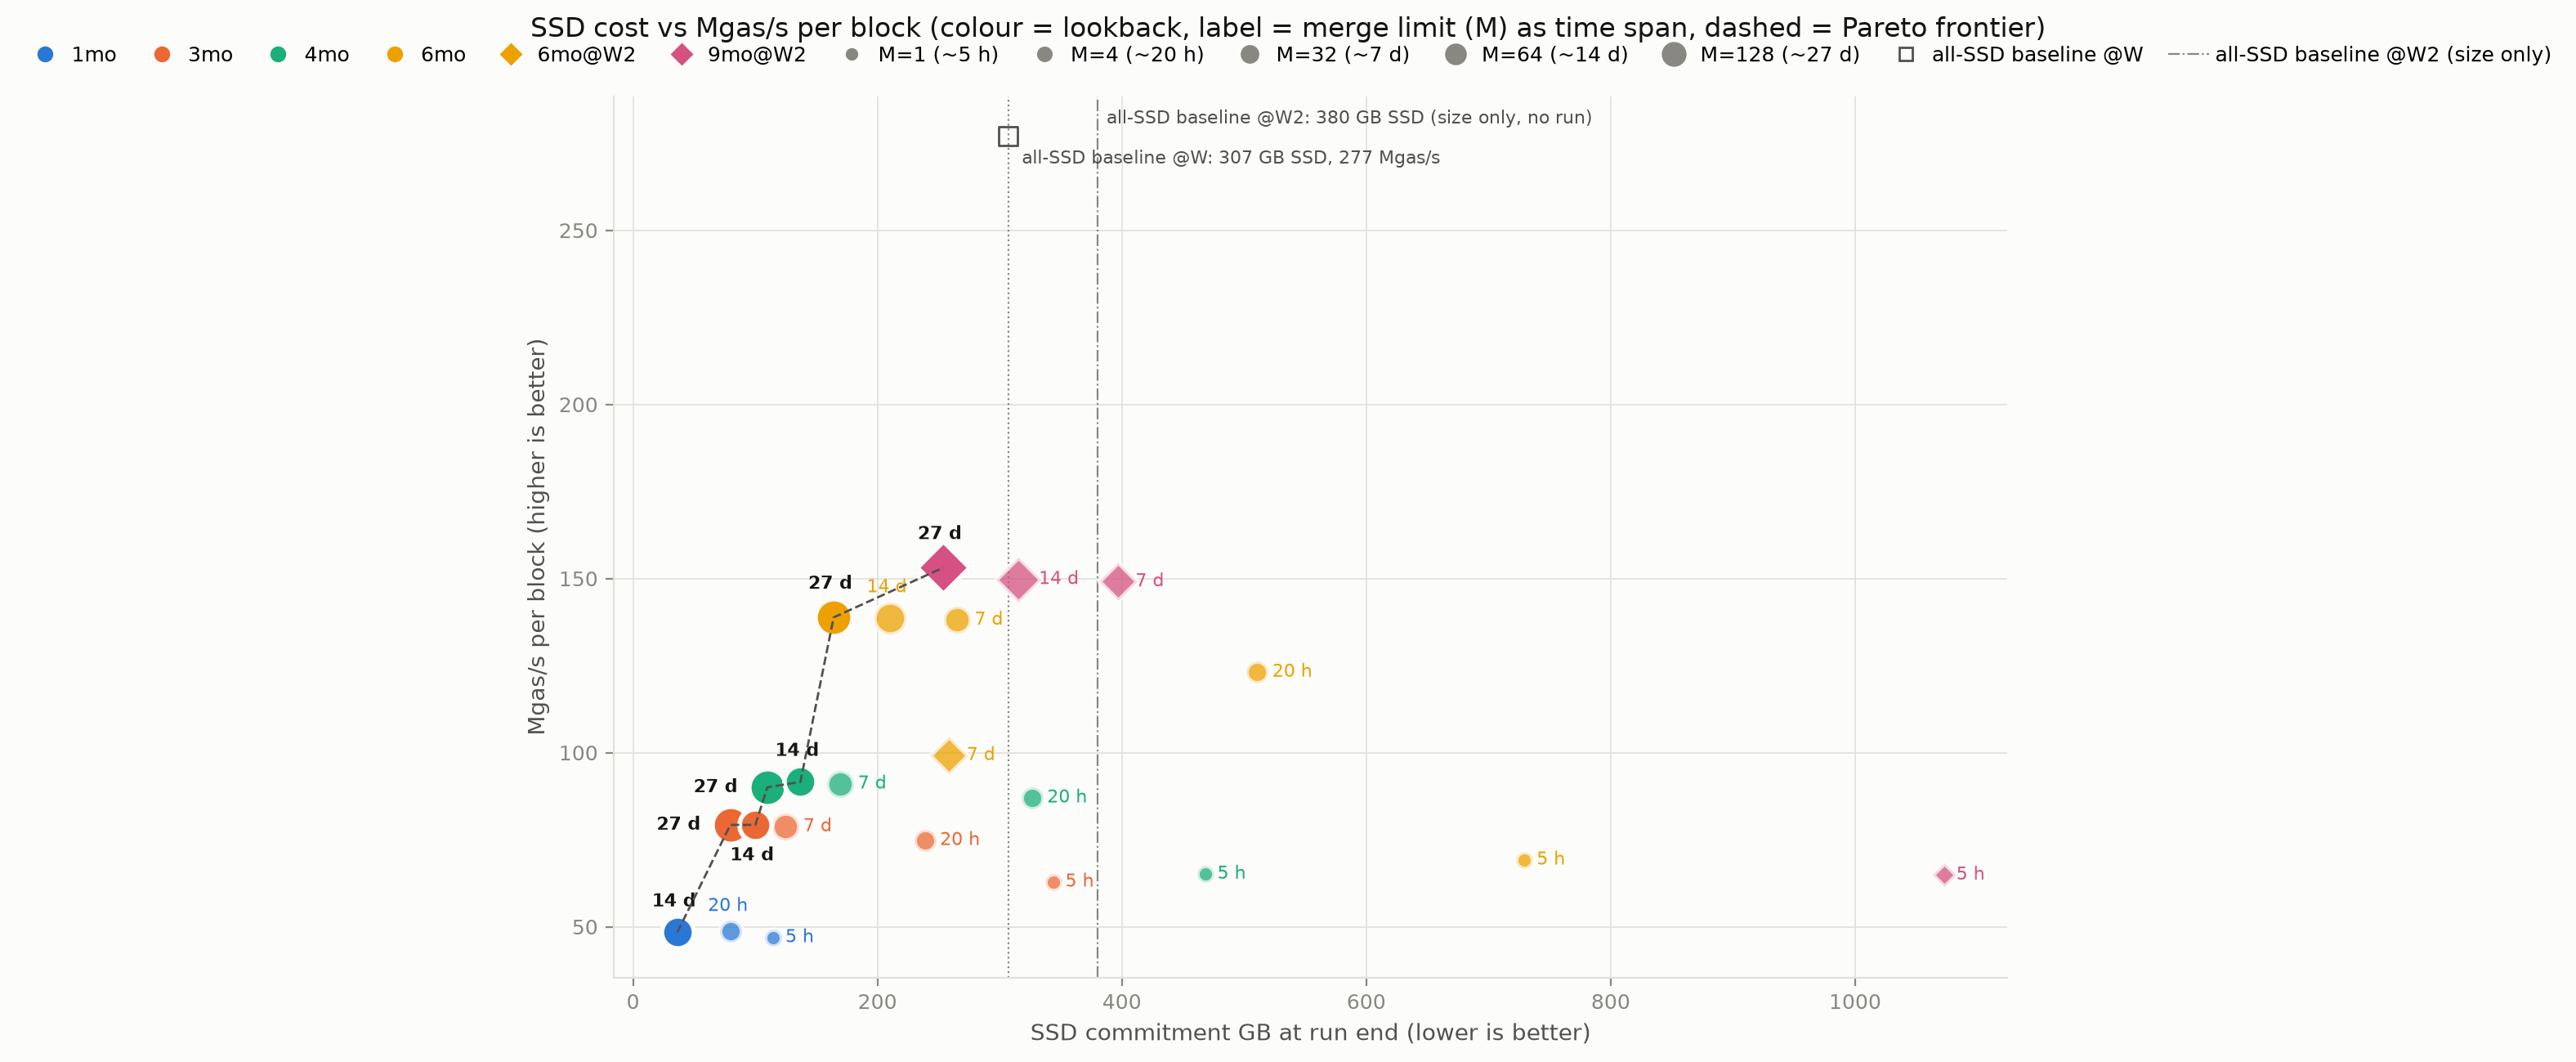 SSD cost vs Mgas/s per block (colour = lookback, label = merge limit (M) as time span, dashed = Pareto frontier)
1mo 3mo 4mo 6mo 6mo@W2 9mo@W2 M=1 (~5 h) M=4 (~20 h) M=32 (~7 d) M=64 (~14 d) M=128 (~27 d) all-SSD baseline @W all-SSD baseline @W2 (size only)
all-SSD baseline @W2: 380 GB SSD (size only, no run)
all-SSD baseline @W: 307 GB SSD, 277 Mgas/s
250
200
27 d
150
27 d 14 d 14 d 7 d
7 d
20 h
14 d
100
7 d
27 d 7 d 20 h
27 d 7 d 20 h
14 d
5 h 5 h 5 h 5 h
14 d 20 h
50
5 h
0 200 400 600 800 1000
Mgas/s per block (higher is better)
SSD commitment GB at run end (lower is better)